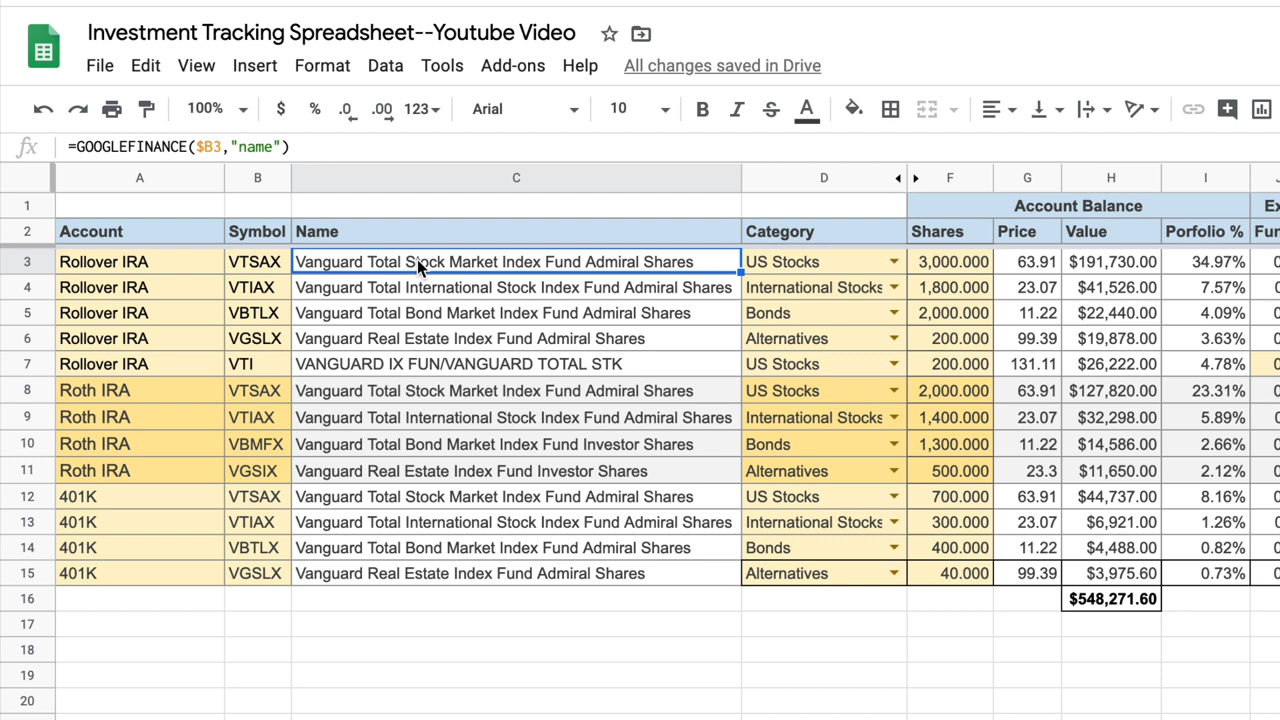 Investment Tracking Spreadsheet--Youtube Video
File Edit View Insert Format Data Tools Add-ons Help All changes saved in Drive
100% $ % .0 .00 123 Arial 10 B I S A
fx =GOOGLEFINANCE($B3,"name")
A B C D F G H I
1 Account Balance
2 Account Symbol Name Category Shares Price Value Porfolio %
3 Rollover IRA VTSAX Vanguard Total Stock Market Index Fund Admiral Shares US Stocks 3,000.000 63.91 $191,730.00 34.97%
4 Rollover IRA VTIAX Vanguard Total International Stock Index Fund Admiral Shares International Stocks 1,800.000 23.07 $41,526.00 7.57%
5 Rollover IRA VBTLX Vanguard Total Bond Market Index Fund Admiral Shares Bonds 2,000.000 11.22 $22,440.00 4.09%
6 Rollover IRA VGSLX Vanguard Real Estate Index Fund Admiral Shares Alternatives 200.000 99.39 $19,878.00 3.63%
7 Rollover IRA VTI VANGUARD IX FUN/VANGUARD TOTAL STK US Stocks 200.000 131.11 $26,222.00 4.78%
8 Roth IRA VTSAX Vanguard Total Stock Market Index Fund Admiral Shares US Stocks 2,000.000 63.91 $127,820.00 23.31%
9 Roth IRA VTIAX Vanguard Total International Stock Index Fund Admiral Shares International Stocks 1,400.000 23.07 $32,298.00 5.89%
10 Roth IRA VBMFX Vanguard Total Bond Market Index Fund Investor Shares Bonds 1,300.000 11.22 $14,586.00 2.66%
11 Roth IRA VGSIX Vanguard Real Estate Index Fund Investor Shares Alternatives 500.000 23.3 $11,650.00 2.12%
12 401K VTSAX Vanguard Total Stock Market Index Fund Admiral Shares US Stocks 700.000 63.91 $44,737.00 8.16%
13 401K VTIAX Vanguard Total International Stock Index Fund Admiral Shares International Stocks 300.000 23.07 $6,921.00 1.26%
14 401K VBTLX Vanguard Total Bond Market Index Fund Admiral Shares Bonds 400.000 11.22 $4,488.00 0.82%
15 401K VGSLX Vanguard Real Estate Index Fund Admiral Shares Alternatives 40.000 99.39 $3,975.60 0.73%
16 $548,271.60
17
18
19
20